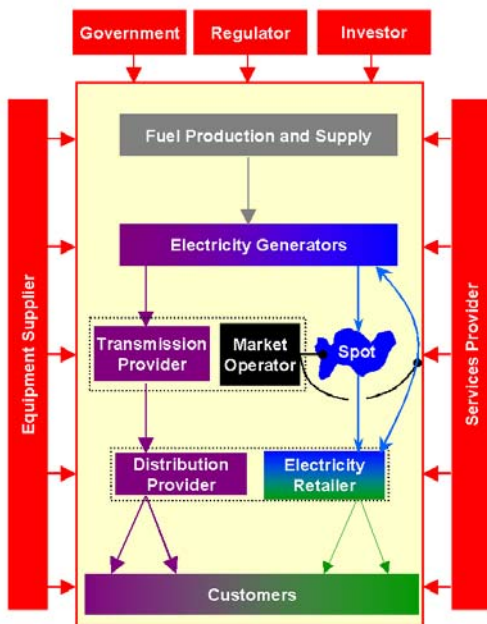 Government
Regulator
Investor
Fuel Production and Supply
Electricity Generators
Equipment Supplier
Services Provider
Transmission
Provider
Market
Operator
Spot
Distribution
Provider
Electricity
Retailer
Customers